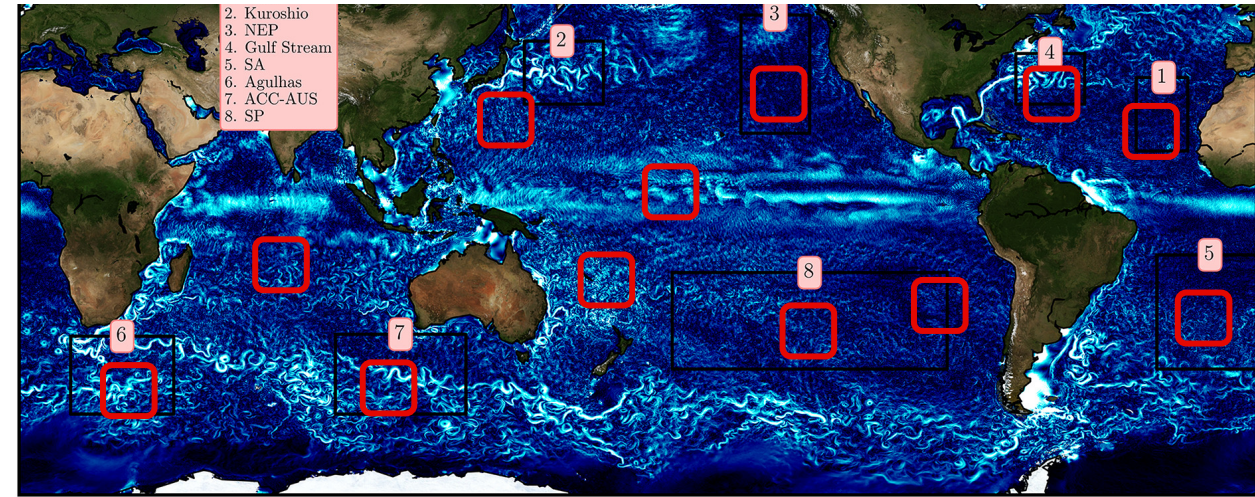 2. Kuroshio
3. NEP
4. Gulf Stream
5. SA
6. Agulhas
7. ACC-AUS
8. SP
3
2
4
1
5
8
7
6